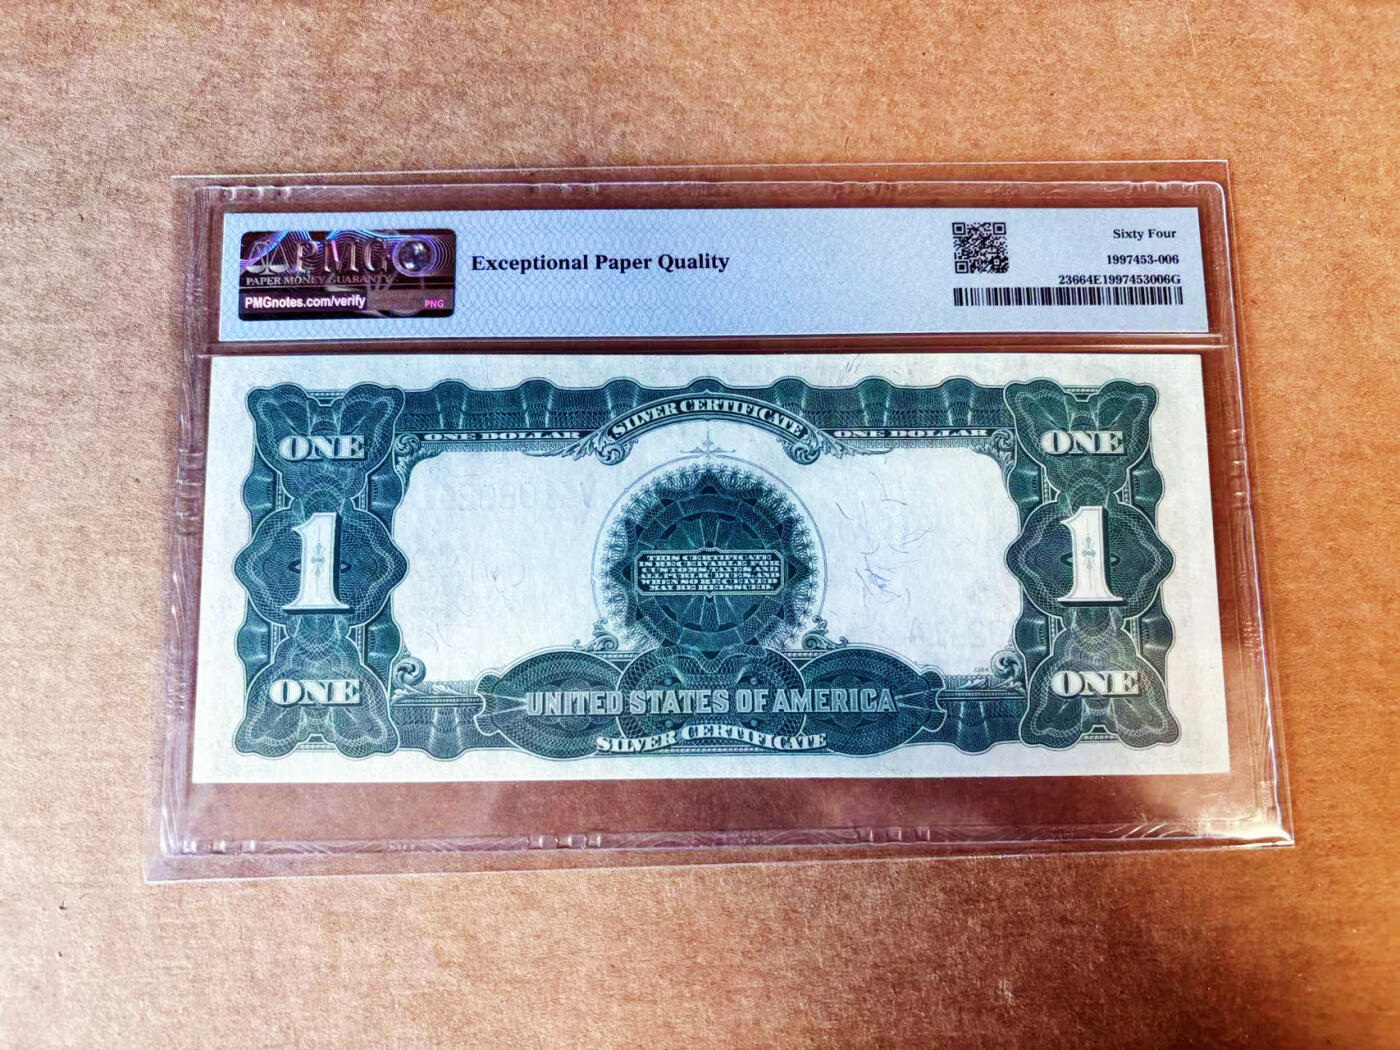 PMG
PAPER MONEY GUARANTY
PMGnotes.com/verify
PNG
Exceptional Paper Quality
Sixty Four
1997453-006
23664E1997453006G
SILVER CERTIFICATE
ONE DOLLAR
ONE DOLLAR
ONE
ONE
1
1
THIS CERTIFICATE
IS RECEIVABLE FOR
CUSTOMS, TAXES AND
ALL PUBLIC DUES, AND
WHEN SO RECEIVED
MAY BE REISSUED.
ONE
ONE
UNITED STATES OF AMERICA
SILVER CERTIFICATE